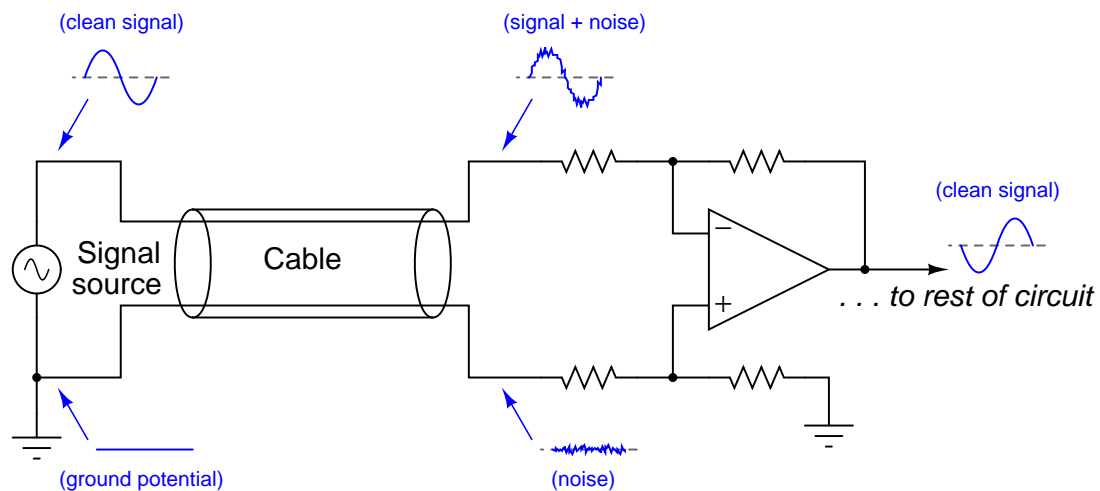 (clean signal)
(signal + noise)
(clean signal)
Signal
source
Cable
−
+
. . . to rest of circuit
(ground potential)
(noise)